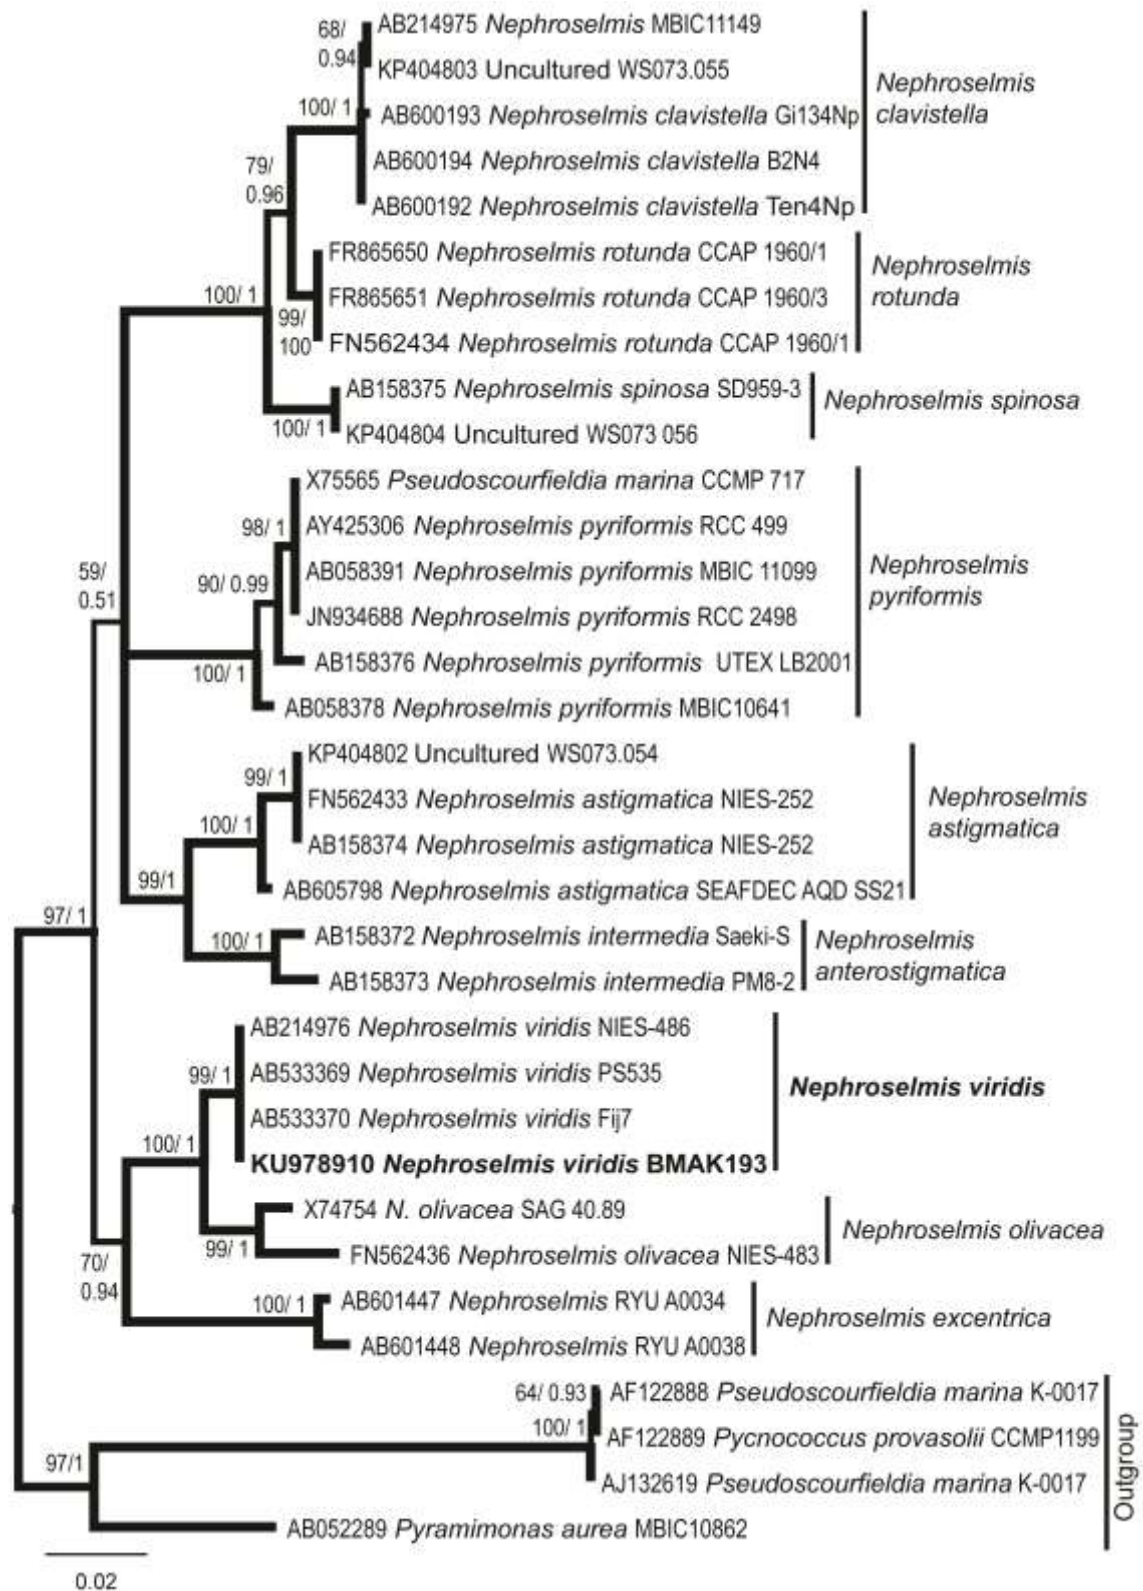 68/
0.94
AB214975 Nephroselmis MBIC11149
KP404803 Uncultured WS073.055
100/ 1
AB600193 Nephroselmis clavistella Gi134Np
AB600194 Nephroselmis clavistella B2N4
AB600192 Nephroselmis clavistella Ten4Np
Nephroselmis
clavistella
79/
0.96
FR865650 Nephroselmis rotunda CCAP 1960/1
FR865651 Nephroselmis rotunda CCAP 1960/3
FN562434 Nephroselmis rotunda CCAP 1960/1
Nephroselmis
rotunda
100/ 1
99/
100
AB158375 Nephroselmis spinosa SD959-3
KP404804 Uncultured WS073 056
Nephroselmis spinosa
100/ 1
X75565 Pseudoscourfieldia marina CCMP 717
AY425306 Nephroselmis pyriformis RCC 499
AB058391 Nephroselmis pyriformis MBIC 11099
JN934688 Nephroselmis pyriformis RCC 2498
AB158376 Nephroselmis pyriformis UTEX LB2001
AB058378 Nephroselmis pyriformis MBIC10641
Nephroselmis
pyriformis
98/ 1
90/ 0.99
59/
0.51
100/ 1
KP404802 Uncultured WS073.054
FN562433 Nephroselmis astigmatica NIES-252
AB158374 Nephroselmis astigmatica NIES-252
AB605798 Nephroselmis astigmatica SEAFDEC AQD SS21
Nephroselmis
astigmatica
99/ 1
100/ 1
99/1
97/ 1
100/ 1
AB158372 Nephroselmis intermedia Saeki-S
AB158373 Nephroselmis intermedia PM8-2
Nephroselmis
anterostigmatica
AB214976 Nephroselmis viridis NIES-486
AB533369 Nephroselmis viridis PS535
AB533370 Nephroselmis viridis Fij7
KU978910 Nephroselmis viridis BMAK193
Nephroselmis viridis
99/ 1
100/ 1
X74754 N. olivacea SAG 40.89
FN562436 Nephroselmis olivacea NIES-483
Nephroselmis olivacea
99/ 1
70/
0.94
100/ 1
AB601447 Nephroselmis RYU A0034
AB601448 Nephroselmis RYU A0038
Nephroselmis excentrica
64/ 0.93
100/ 1
AF122888 Pseudoscourfieldia marina K-0017
AF122889 Pycnococcus provasolii CCMP1199
AJ132619 Pseudoscourfieldia marina K-0017
97/1
AB052289 Pyramimonas aurea MBIC10862
Outgroup
0.02